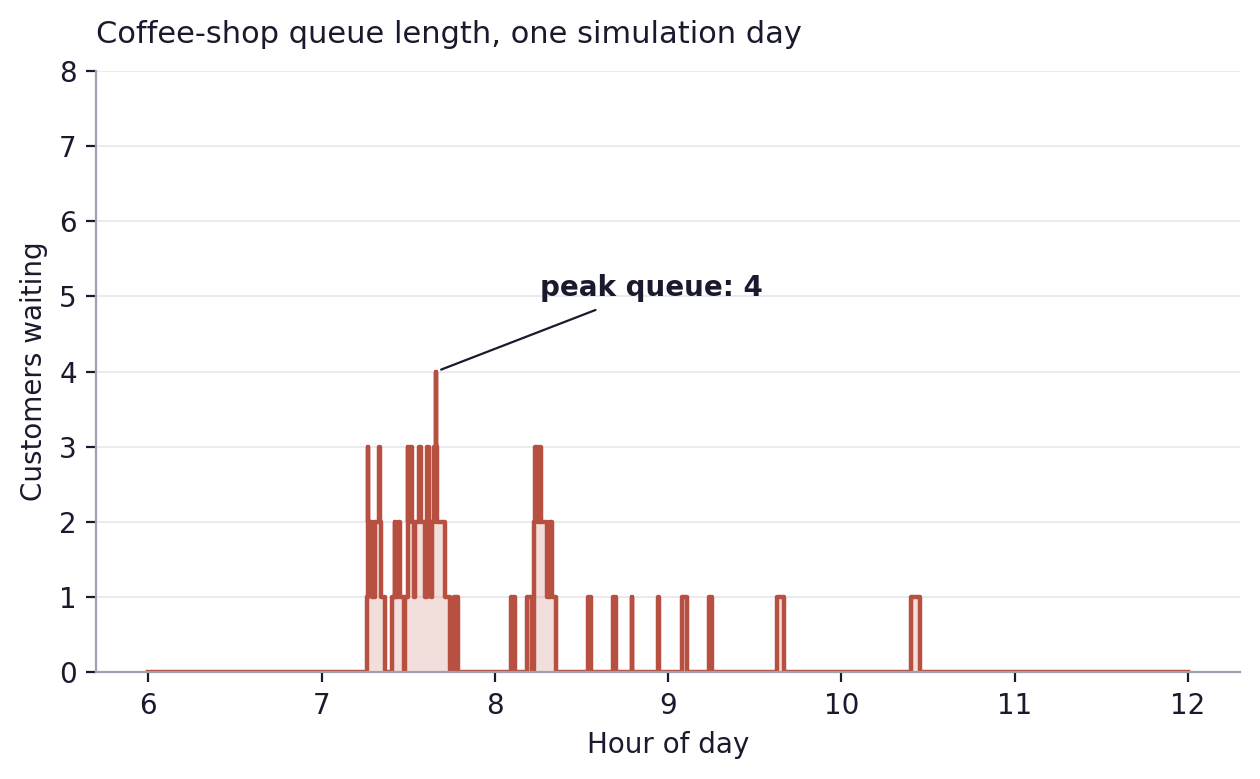 Coffee-shop queue length, one simulation day
8
7
6
5
4
3
2
1
0
Customers waiting
peak queue: 4
6 7 8 9 10 11 12
Hour of day